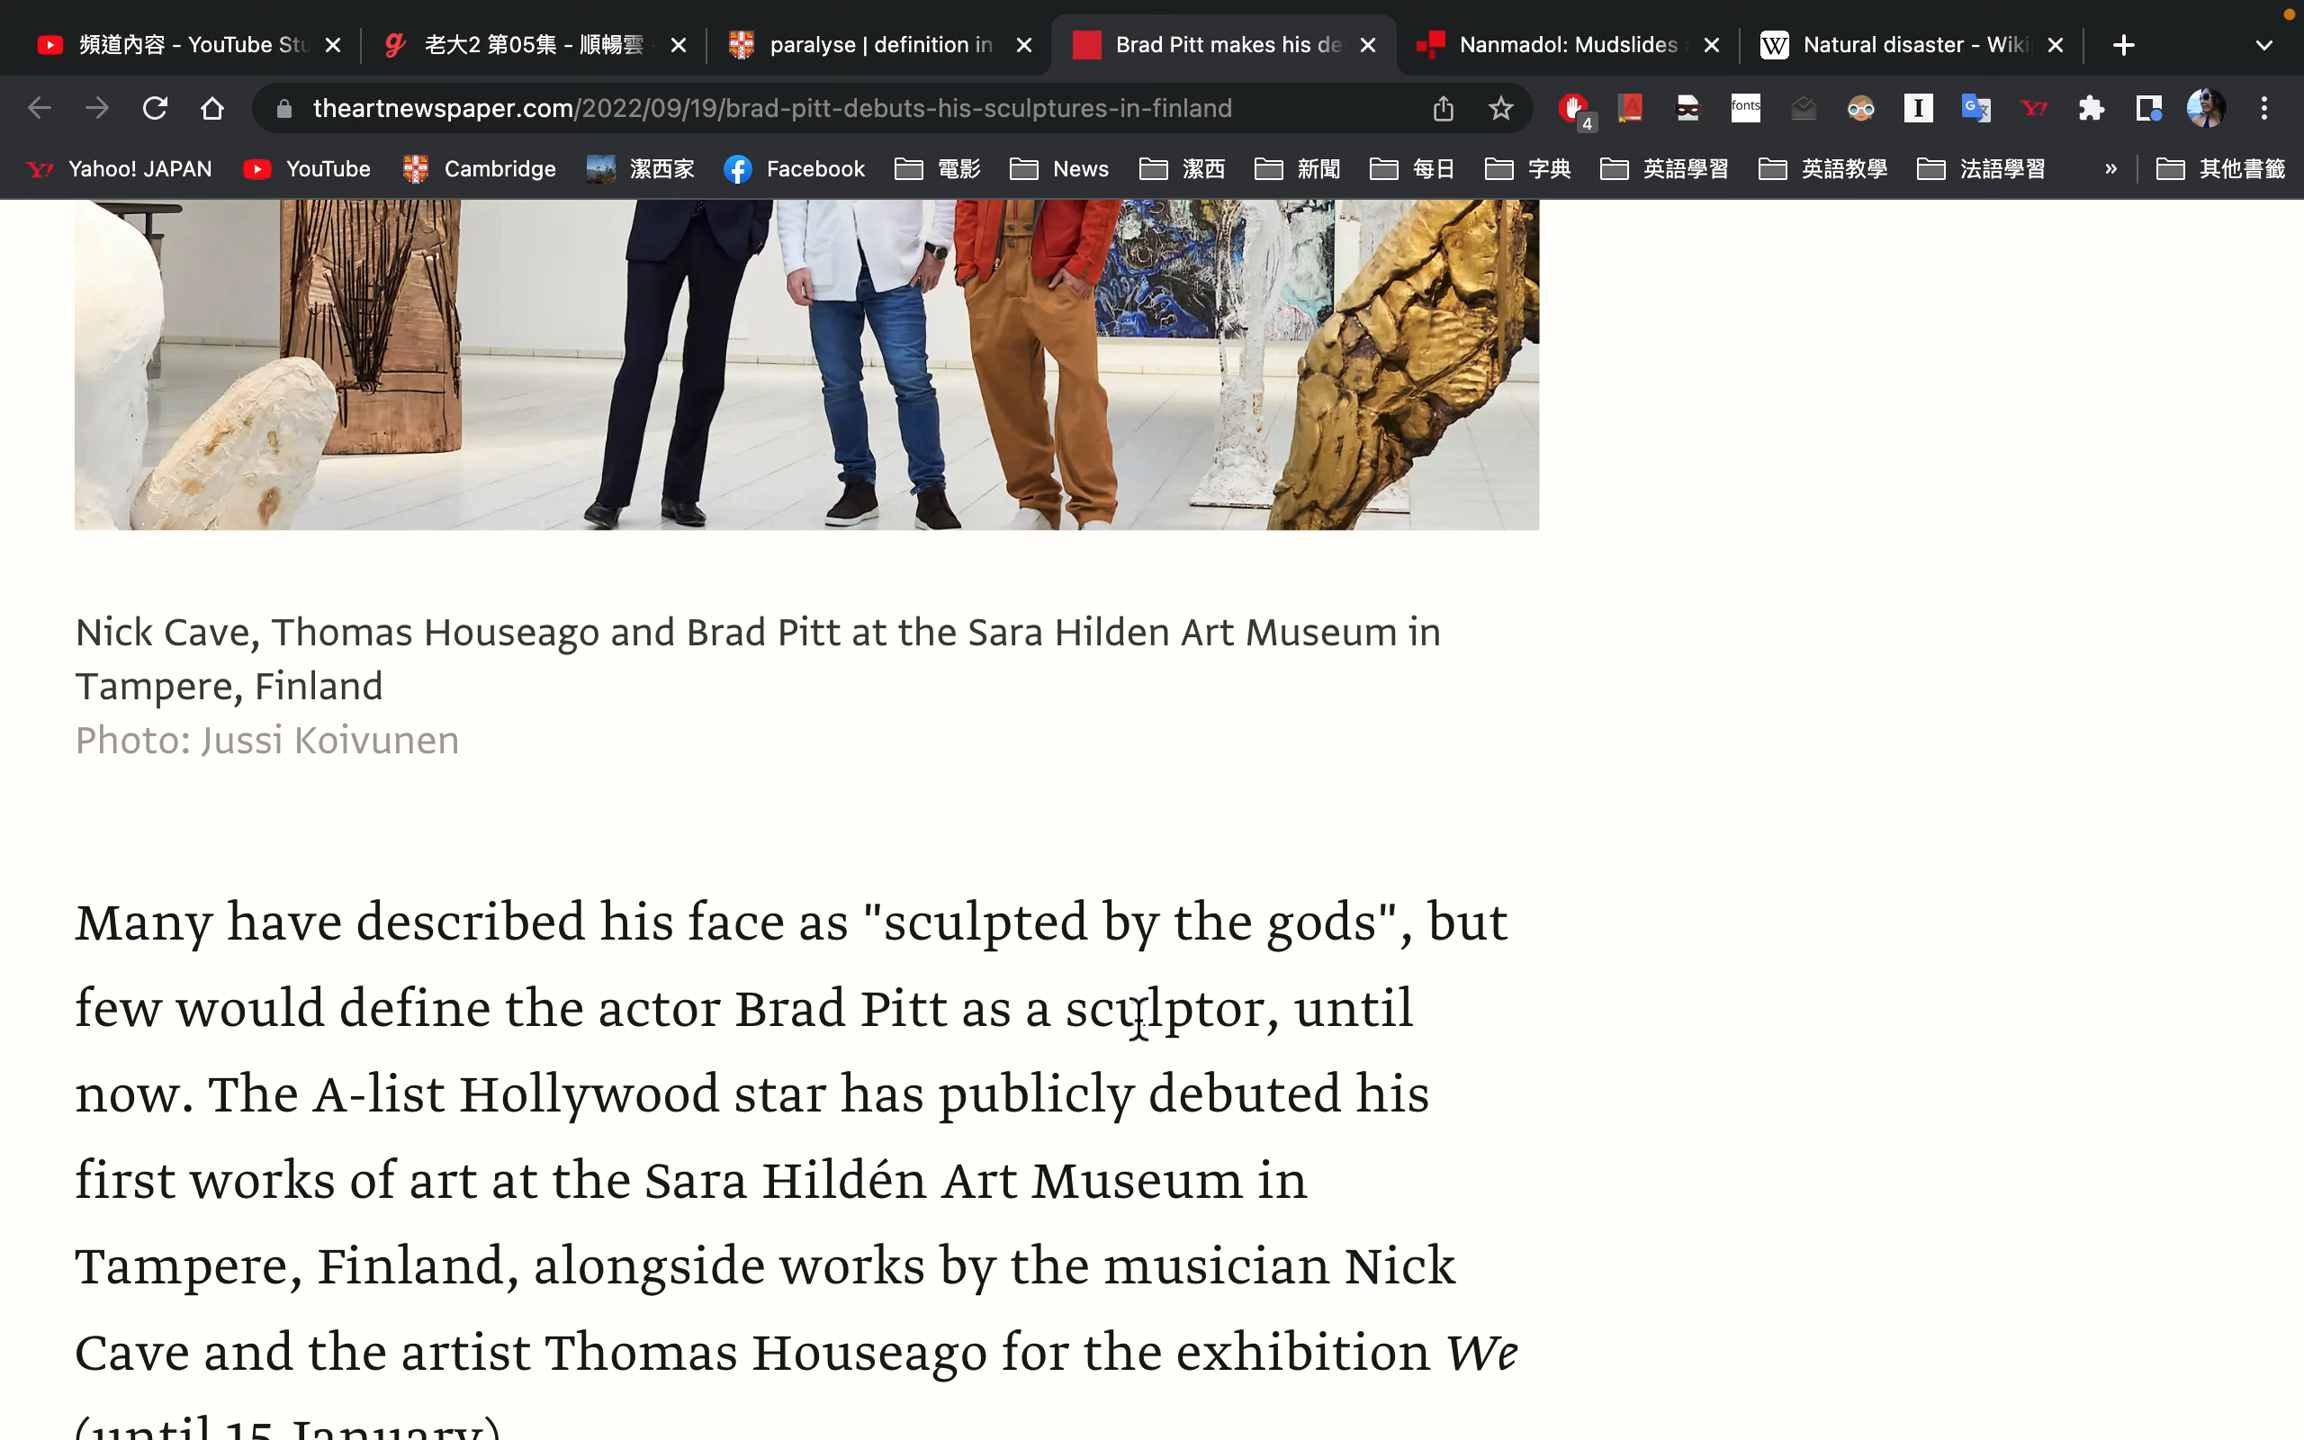 頻道內容 - YouTube Stu
老大2 第05集 - 順暢雲
paralyse | definition in
Brad Pitt makes his de
Nanmadol: Mudslides
Natural disaster - Wiki
theartnewspaper.com/2022/09/19/brad-pitt-debuts-his-sculptures-in-finland
4
fonts
Yahoo! JAPAN
YouTube
Cambridge
潔西家
Facebook
電影
News
潔西
新聞
每日
字典
英語學習
英語教學
法語學習
»
其他書籤
Nick Cave, Thomas Houseago and Brad Pitt at the Sara Hilden Art Museum in
Tampere, Finland
Photo: Jussi Koivunen
Many have described his face as "sculpted by the gods", but
few would define the actor Brad Pitt as a sculptor, until
now. The A-list Hollywood star has publicly debuted his
first works of art at the Sara Hildén Art Museum in
Tampere, Finland, alongside works by the musician Nick
Cave and the artist Thomas Houseago for the exhibition We
(until 15 January)